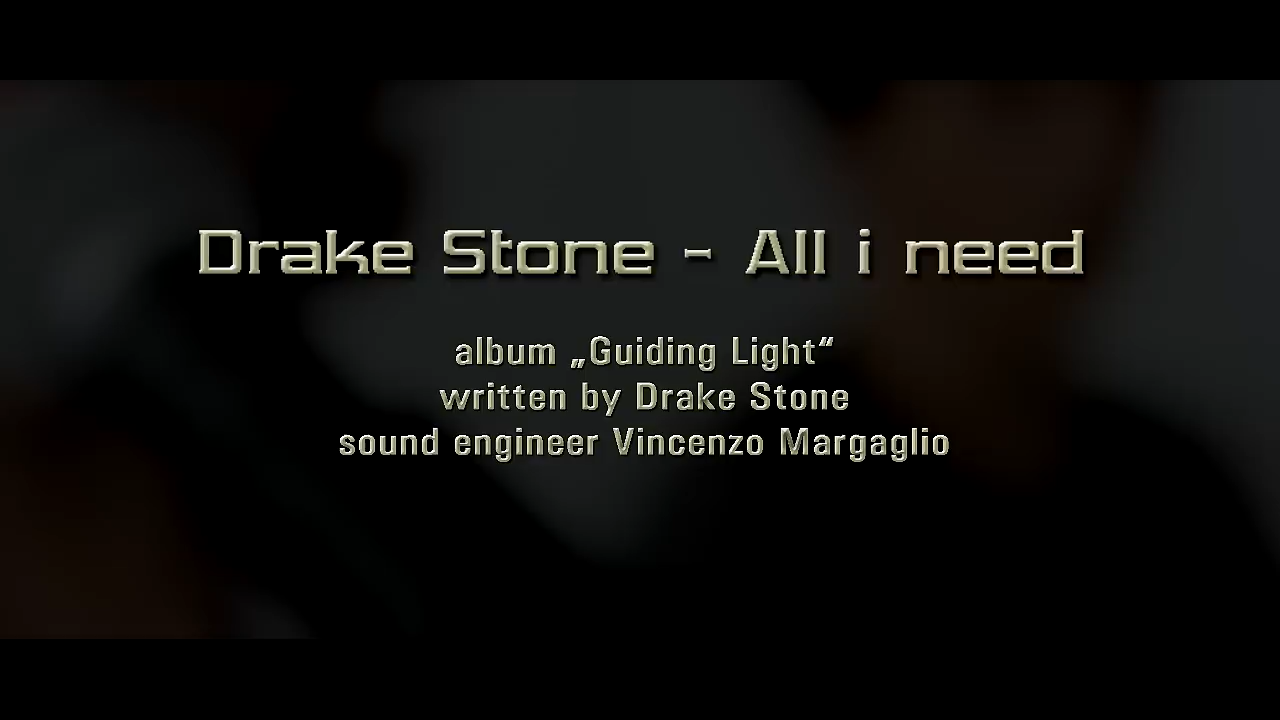 Drake Stone - All i need
album „Guiding Light“
written by Drake Stone
sound engineer Vincenzo Margaglio